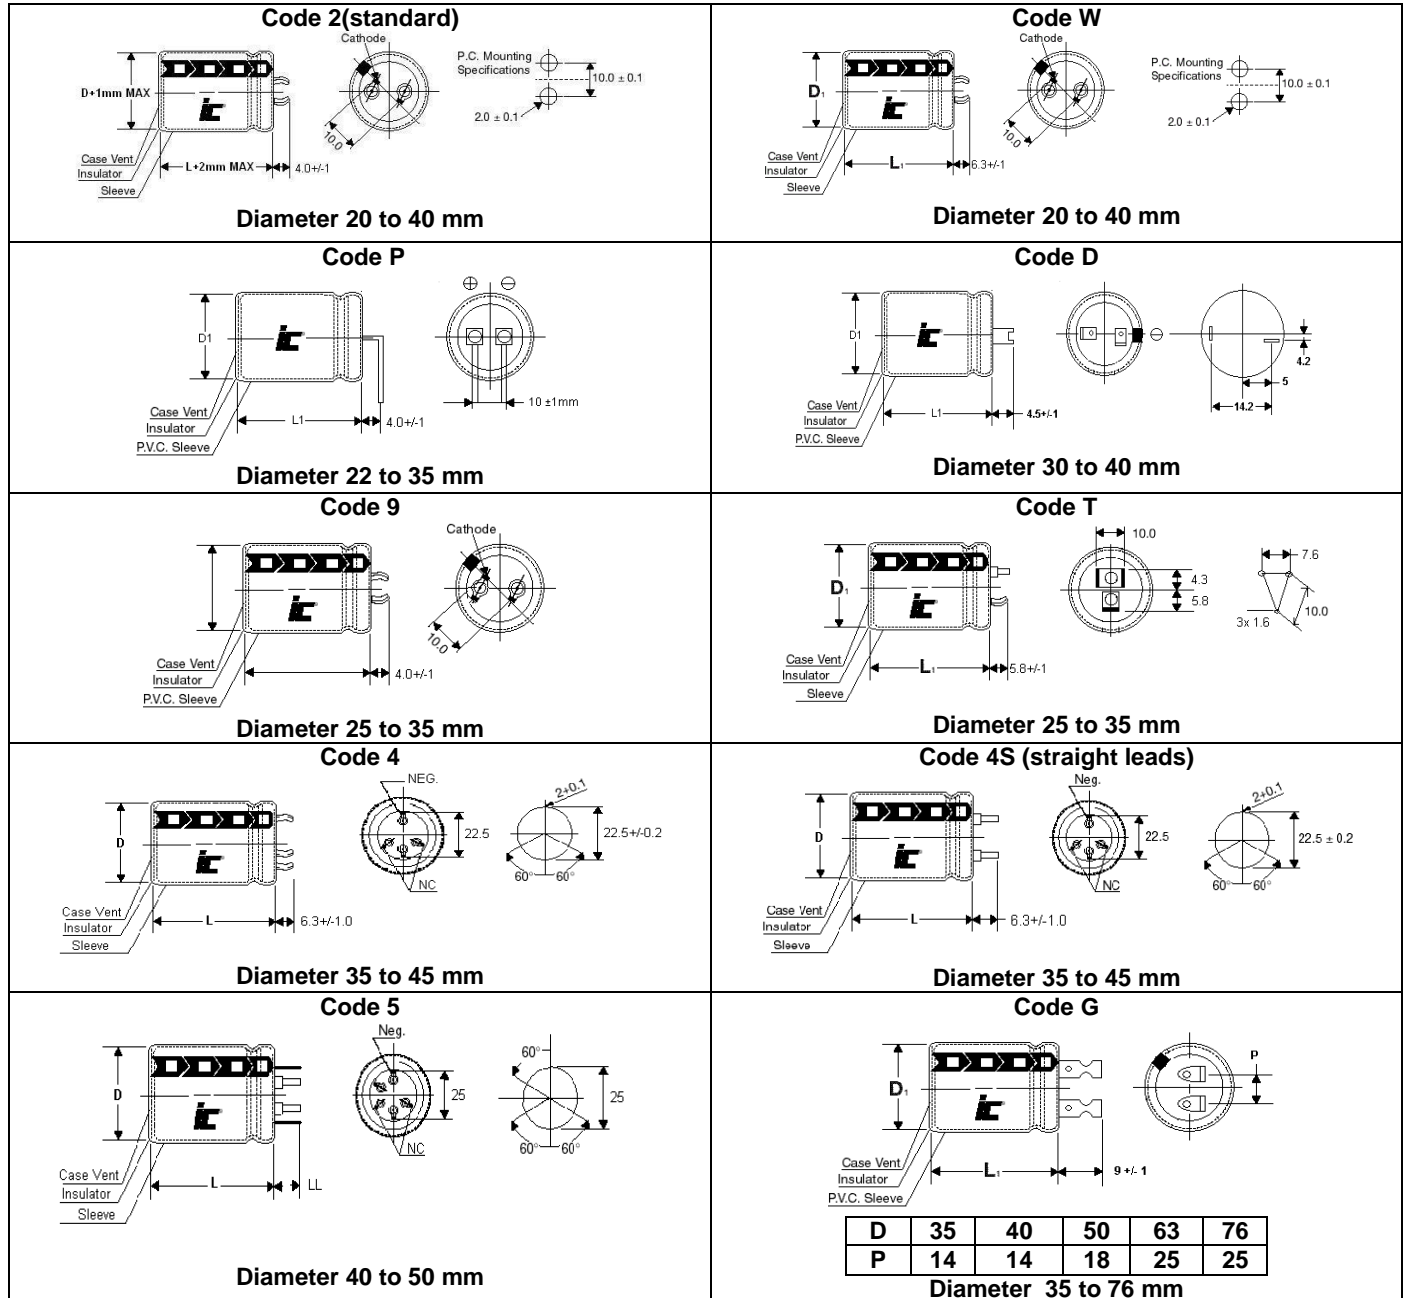 Code 2(standard)
Cathode
P.C. Mounting
Specifications
10.0 ± 0.1
2.0 ± 0.1
D+1mm MAX
ic
10.0
Case Vent
Insulator
Sleeve
L+2mm MAX
4.0+/-1
Diameter 20 to 40 mm
Code W
Cathode
P.C. Mounting
Specifications
10.0 ± 0.1
2.0 ± 0.1
D1
ic
10.0
Case Vent
Insulator
Sleeve
L1
6.3+/-1
Diameter 20 to 40 mm
Code P
D1
ic
10 ±1mm
Case Vent
Insulator
P.V.C. Sleeve
L1
4.0+/-1
Diameter 22 to 35 mm
Code D
D1
ic
4.2
5
14.2
Case Vent
Insulator
P.V.C. Sleeve
L1
4.5+/-1
Diameter 30 to 40 mm
Code 9
Cathode
ic
10.0
Case Vent
Insulator
P.V.C. Sleeve
4.0+/-1
Diameter 25 to 35 mm
Code T
10.0
7.6
4.3
5.8
10.0
3x 1.6
D1
ic
Case Vent
Insulator
Sleeve
L1
5.8+/-1
Diameter 25 to 35 mm
Code 4
NEG.
2+0.1
D
22.5
22.5+/-0.2
ic
60° 60°
NC
Case Vent
Insulator
Sleeve
L
6.3+/-1.0
Diameter 35 to 45 mm
Code 4S (straight leads)
Neg.
2+0.1
D
22.5
22.5 ± 0.2
ic
60° 60°
NC
Case Vent
Insulator
Sleeve
L
6.3+/-1.0
Diameter 35 to 45 mm
Code 5
Neg.
60°
D
25
25
ic
60° 60°
NC
Case Vent
Insulator
Sleeve
L
LL
Diameter 40 to 50 mm
Code G
P
D1
ic
Case Vent
Insulator
P.V.C. Sleeve
L1
9 +/- 1
D 35 40 50 63 76
P 14 14 18 25 25
Diameter 35 to 76 mm